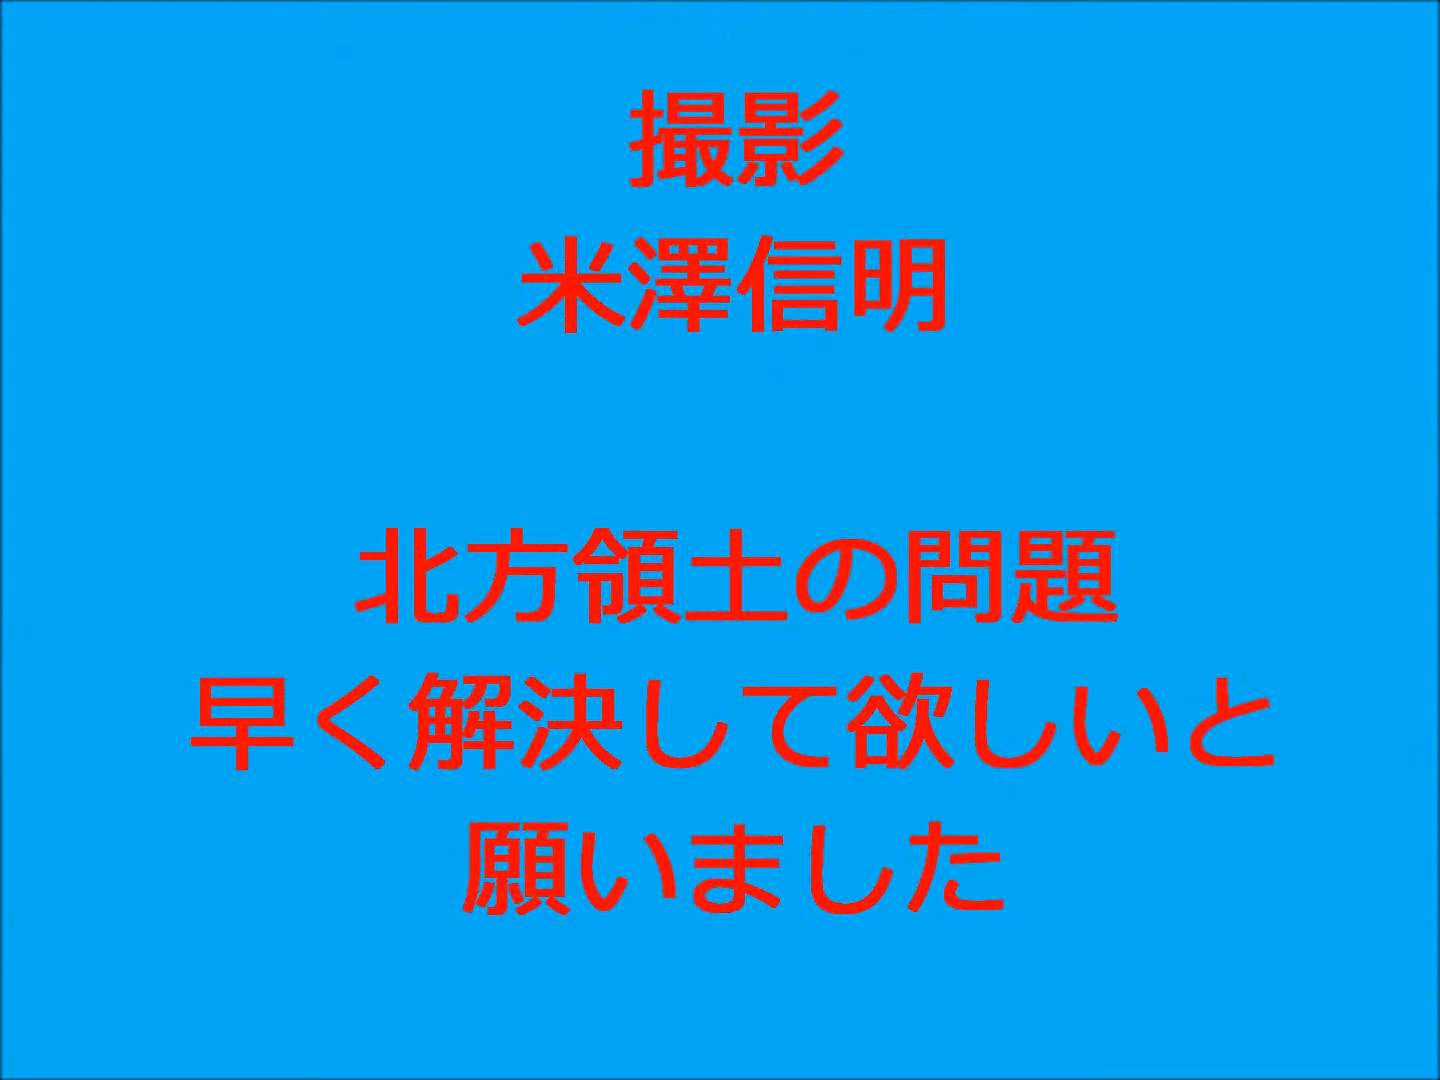 撮影
米澤信明
北方領土の問題
早く解決して欲しいと
願いました